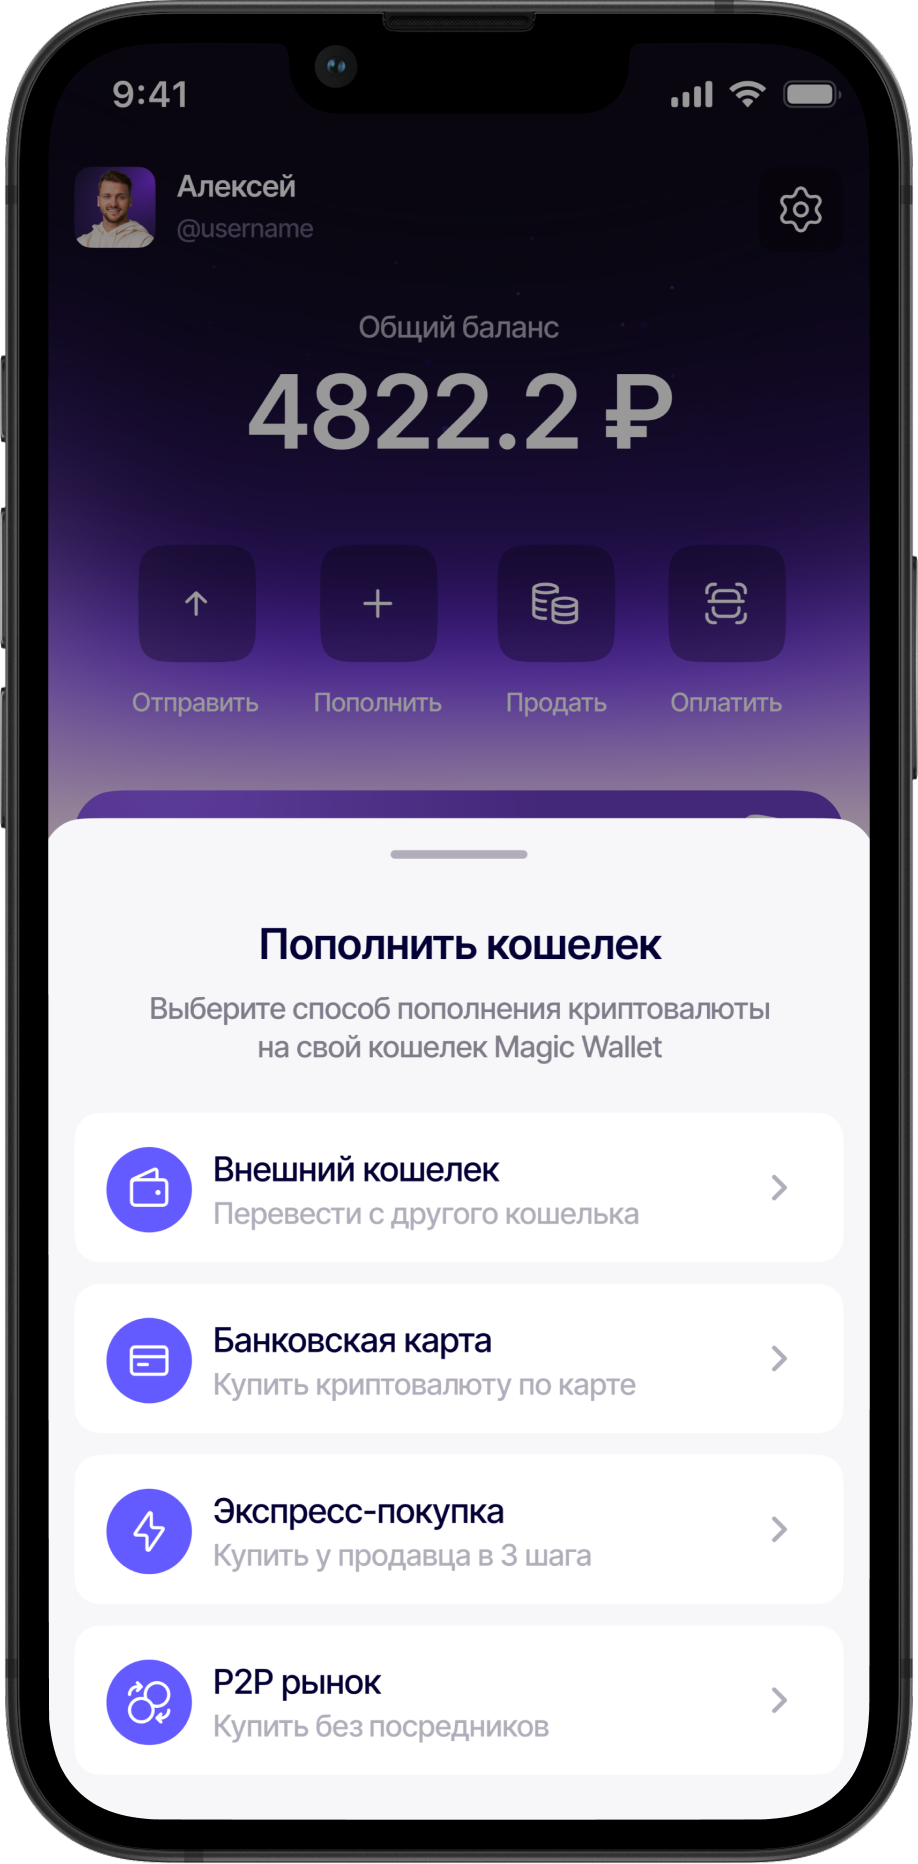 9:41
Алексей
@username
Общий баланс
4822.2 ₽
Отправить Пополнить Продать Оплатить
Пополнить кошелек
Выберите способ пополнения криптовалюты
на свой кошелек Magic Wallet
Внешний кошелек
Перевести с другого кошелька
Банковская карта
Купить криптовалюту по карте
Экспресс-покупка
Купить у продавца в 3 шага
P2P рынок
Купить без посредников